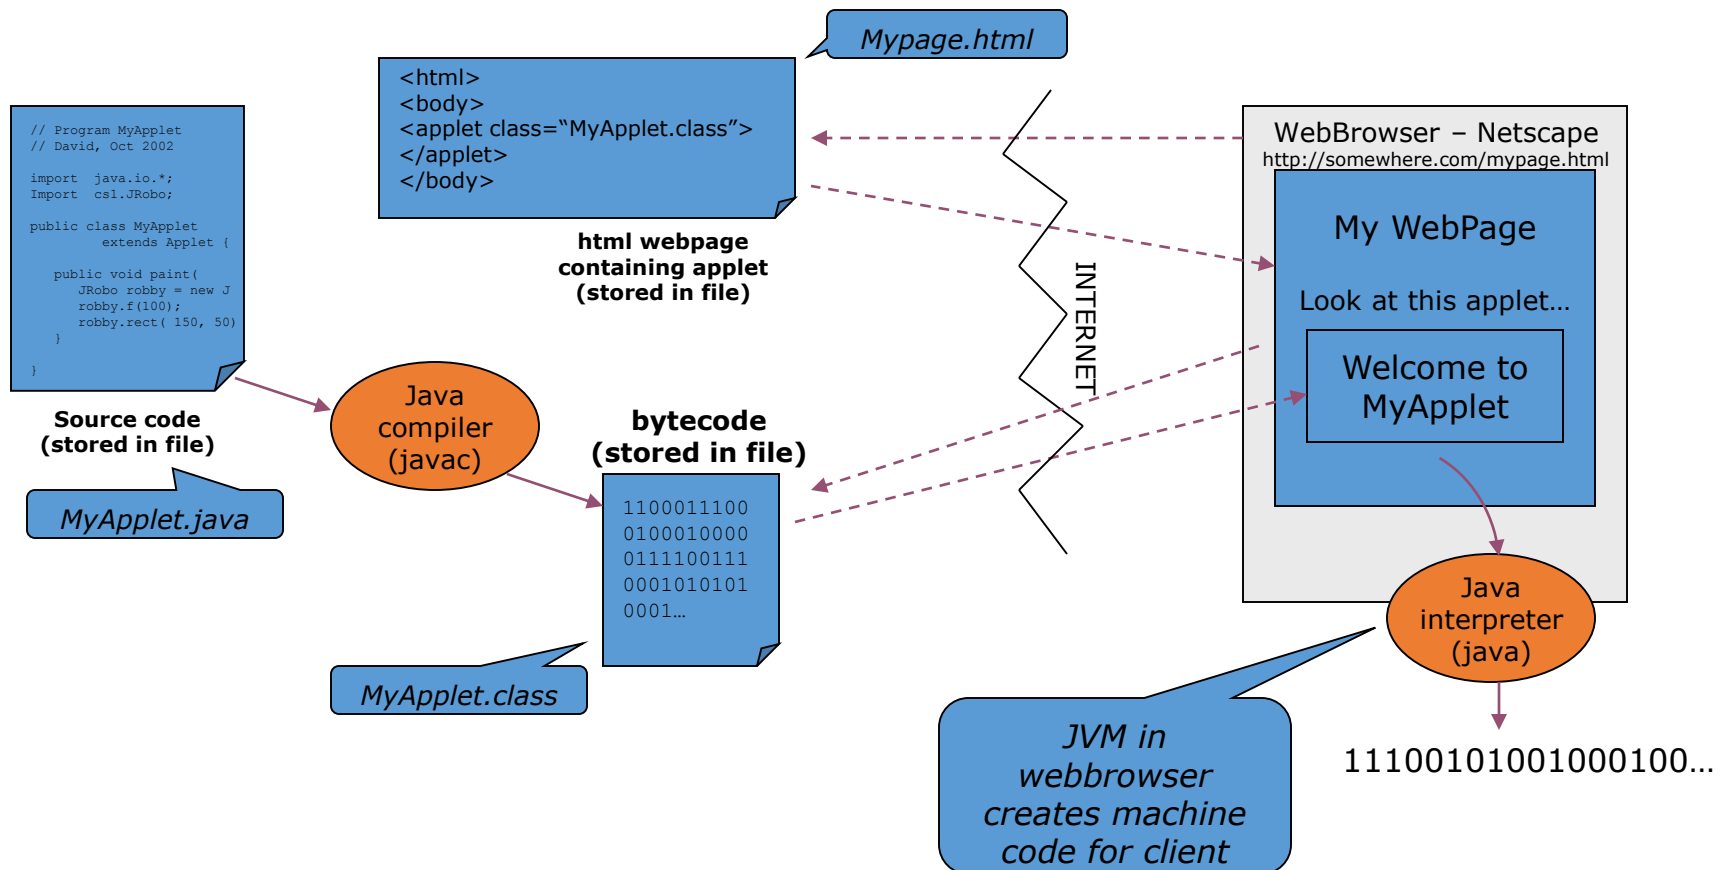 Mypage.html
<html>
<body>
<applet class=“MyApplet.class”>
</applet>
</body>
html webpage
containing applet
(stored in file)
// Program MyApplet
// David, Oct 2002
import  java.io.*;
Import  cs1.JRobo;
public class MyApplet
extends Applet {
public void paint(
JRobo robby = new J
robby.f(100);
robby.rect( 150, 50)
}
}
Source code
(stored in file)
MyApplet.java
Java
compiler
(javac)
bytecode
(stored in file)
1100011100
0100010000
0111100111
0001010101
0001…
MyApplet.class
INTERNET
WebBrowser – Netscape
http://somewhere.com/mypage.html
My WebPage
Look at this applet…
Welcome to
MyApplet
Java
interpreter
(java)
JVM in
webbrowser
creates machine
code for client
11100101001000100…